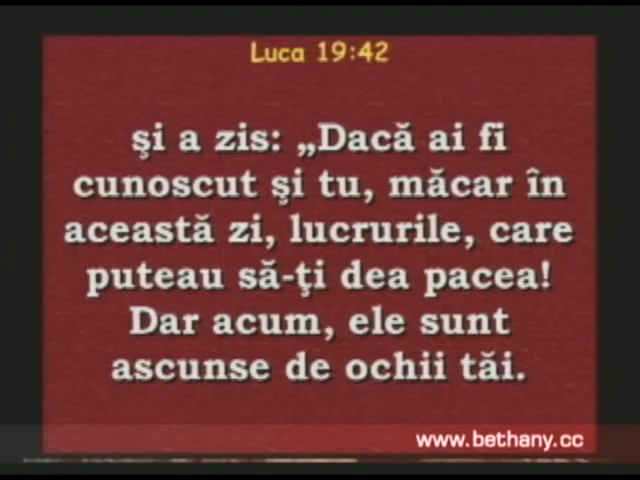 Luca 19:42
şi a zis: „Dacă ai fi
cunoscut şi tu, măcar în
această zi, lucrurile, care
puteau să-ţi dea pacea!
Dar acum, ele sunt
ascunse de ochii tăi.
www.bethany.cc